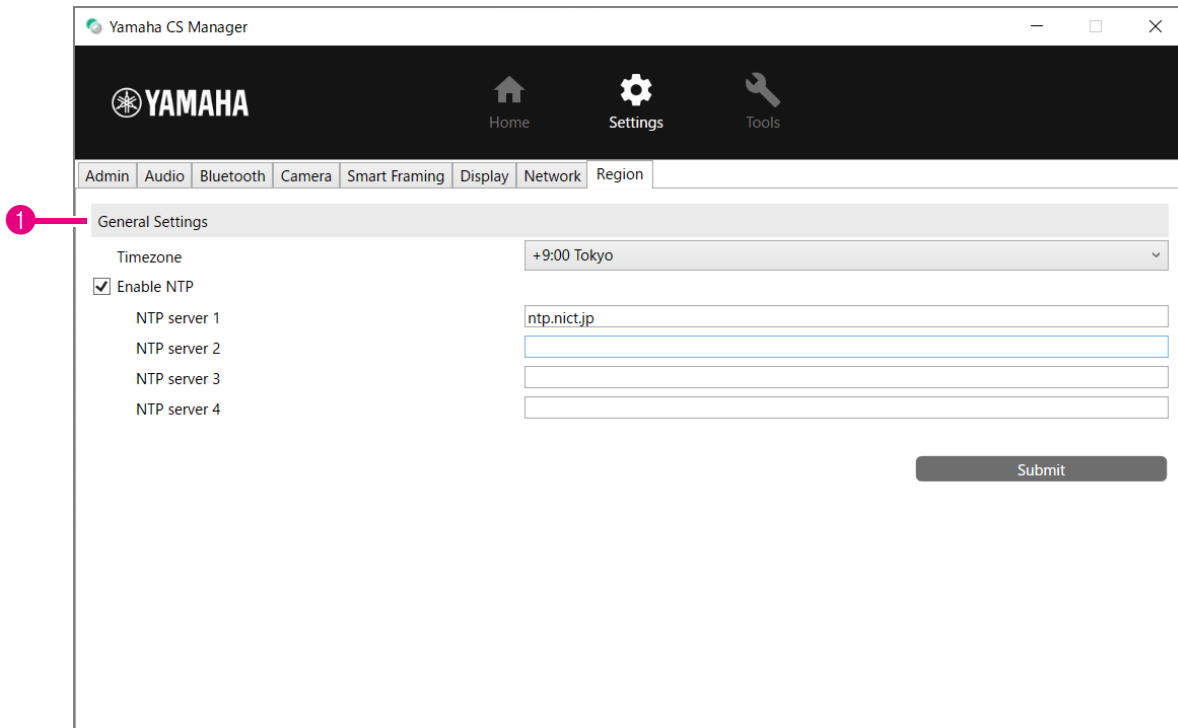 Yamaha CS Manager
YAMAHA
Home Settings Tools
Admin Audio Bluetooth Camera Smart Framing Display Network Region
1
General Settings
Timezone +9:00 Tokyo
Enable NTP
NTP server 1 ntp.nict.jp
NTP server 2
NTP server 3
NTP server 4
Submit